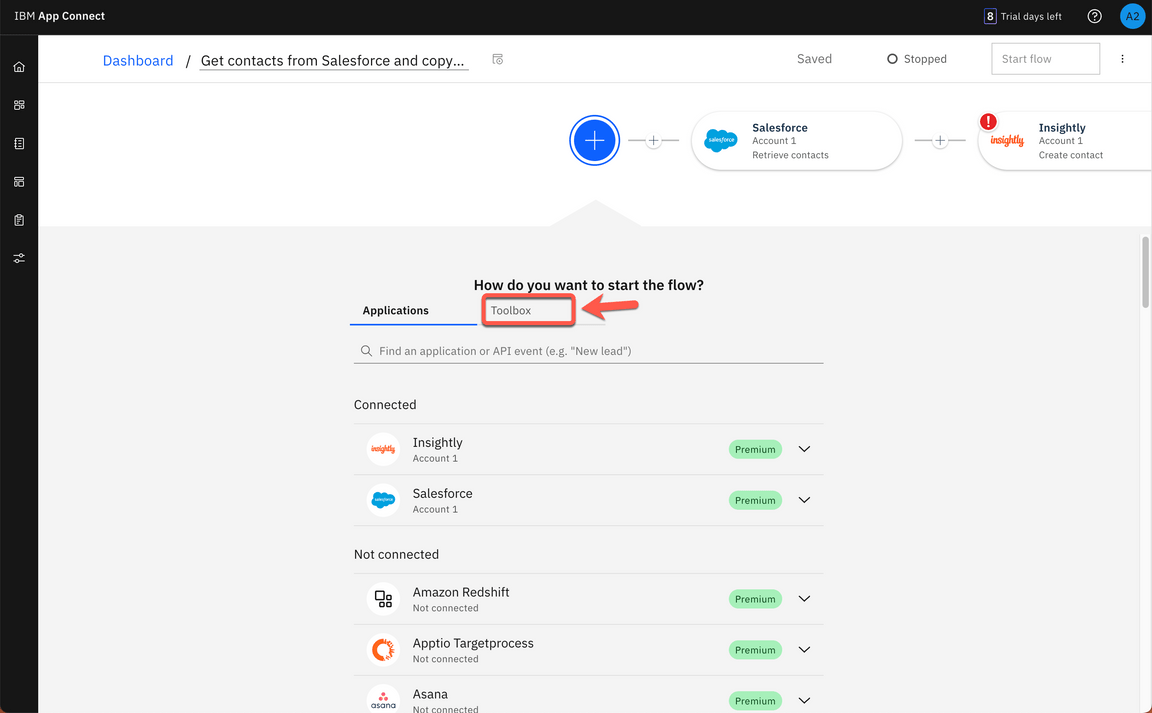 IBM App Connect
8 Trial days left
A2
Dashboard / Get contacts from Salesforce and copy...
Saved
Stopped
Start flow
salesforce
Salesforce
Account 1
Retrieve contacts
!
insightly
Insightly
Account 1
Create contact
How do you want to start the flow?
Applications
Toolbox
Find an application or API event (e.g. "New lead")
Connected
insightly
Insightly
Account 1
Premium
salesforce
Salesforce
Account 1
Premium
Not connected
Amazon Redshift
Not connected
Premium
Apptio Targetprocess
Not connected
Premium
asana
Asana
Not connected
Premium